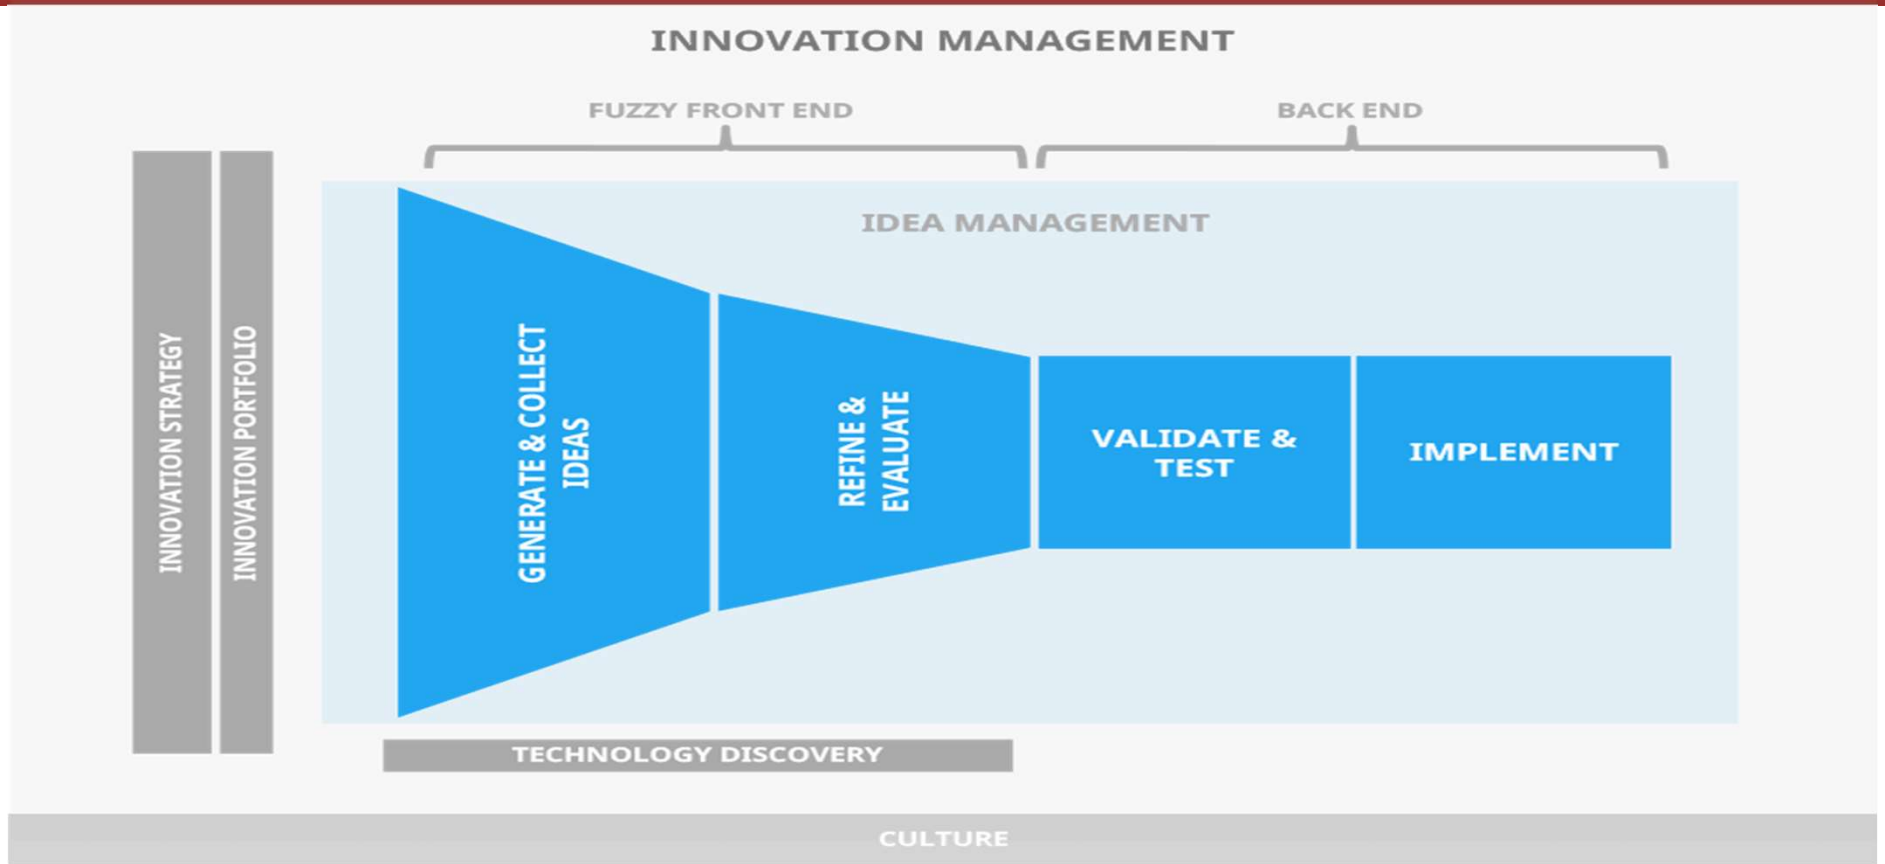 INNOVATION MANAGEMENT
FUZZY FRONT END
BACK END
IDEA MANAGEMENT
INNOVATION STRATEGY
INNOVATION PORTFOLIO
GENERATE & COLLECT
IDEAS
REFINE &
EVALUATE
VALIDATE &
TEST
IMPLEMENT
TECHNOLOGY DISCOVERY
CULTURE